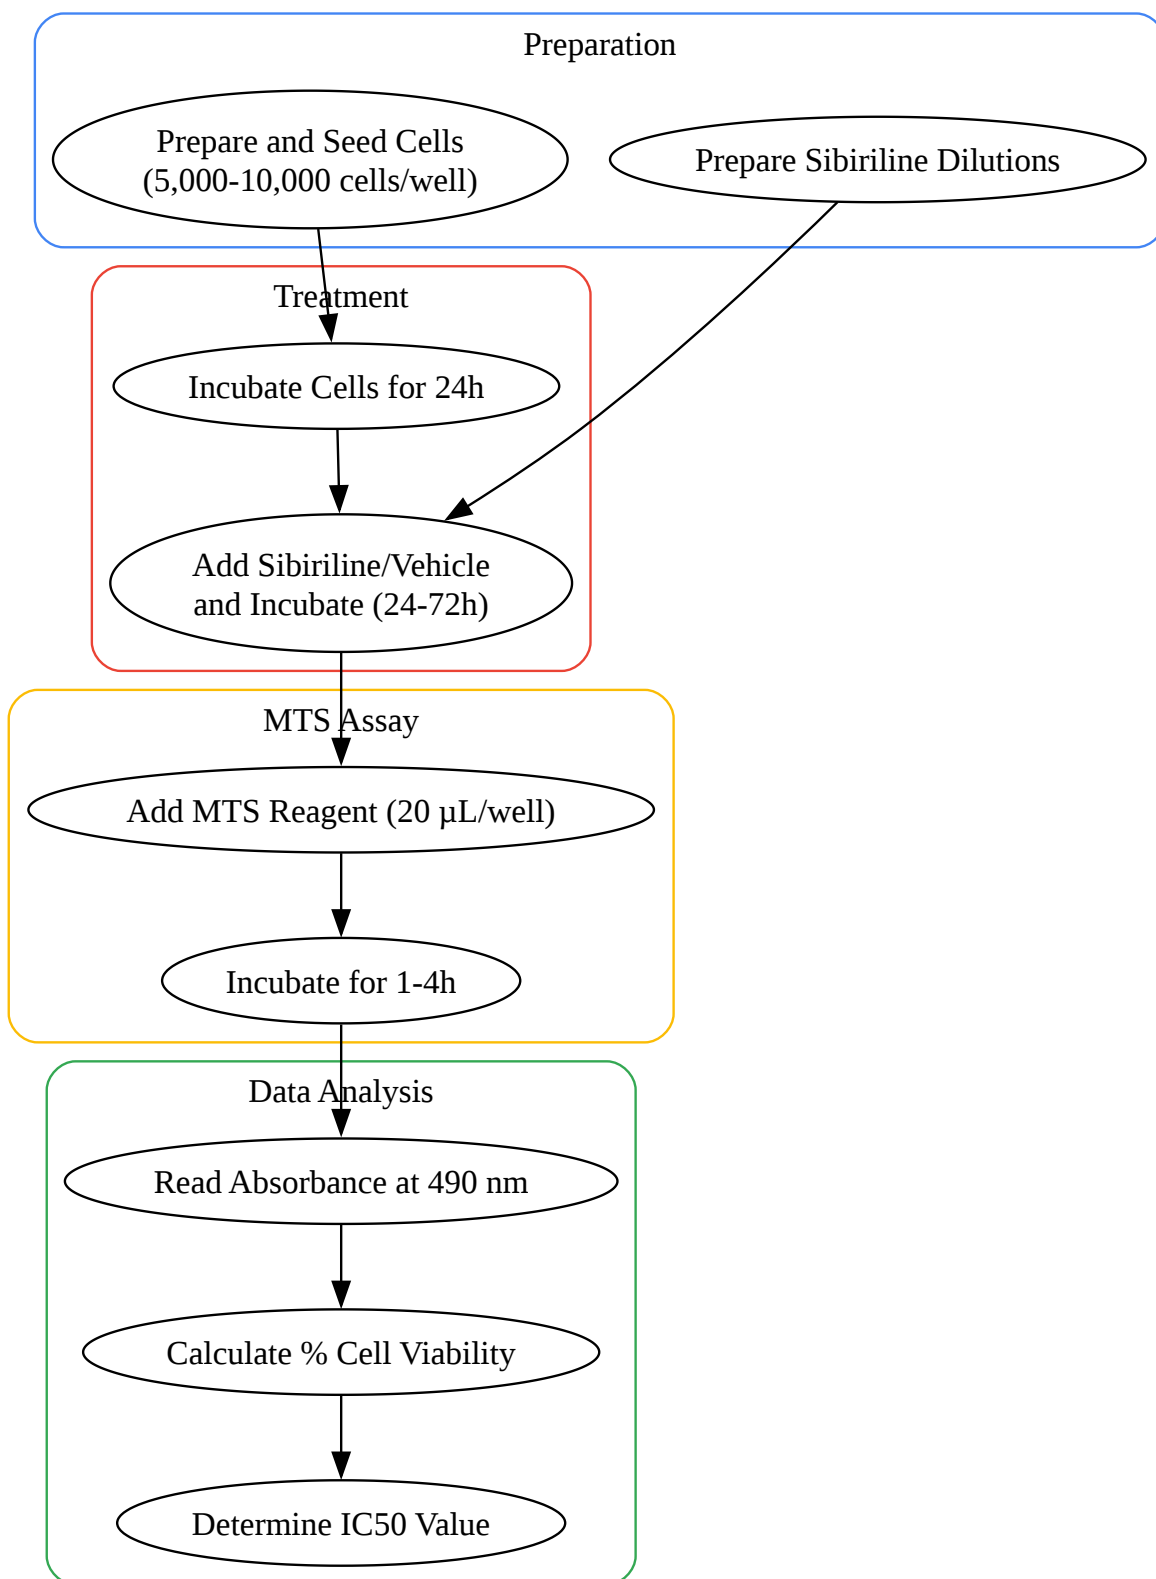 Preparation
Prepare and Seed Cells
(5,000-10,000 cells/well)
Prepare Sibiriline Dilutions
Treatment
Incubate Cells for 24h
Add Sibiriline/Vehicle
and Incubate (24-72h)
MTS Assay
Add MTS Reagent (20 µL/well)
Incubate for 1-4h
Data Analysis
Read Absorbance at 490 nm
Calculate % Cell Viability
Determine IC50 Value